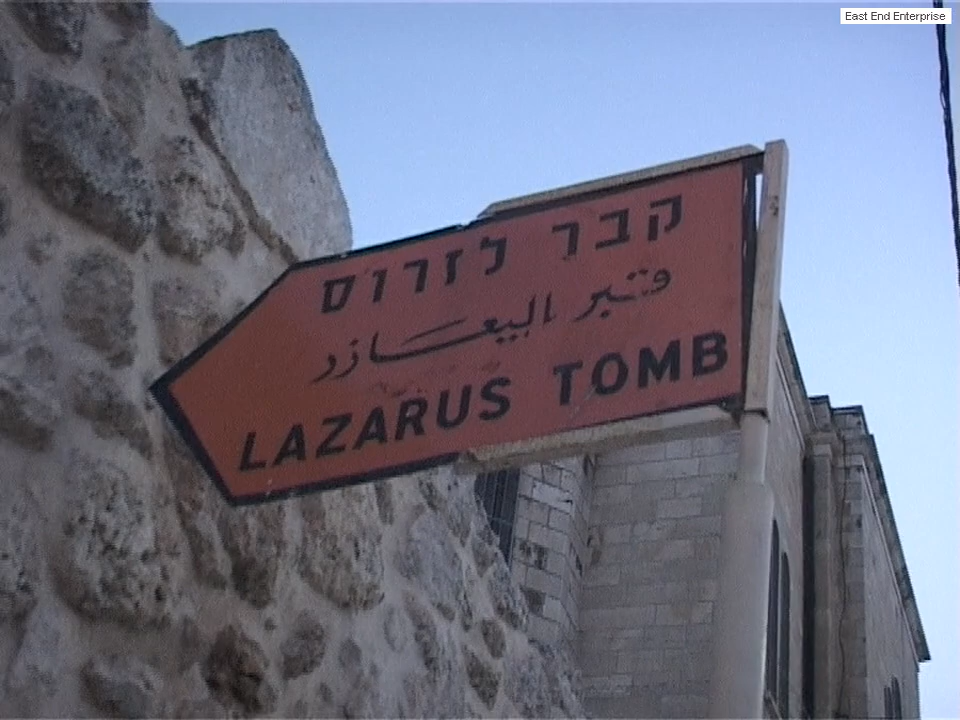 East End Enterprise
קבר לזרוס
قبر اليعازر
LAZARUS TOMB